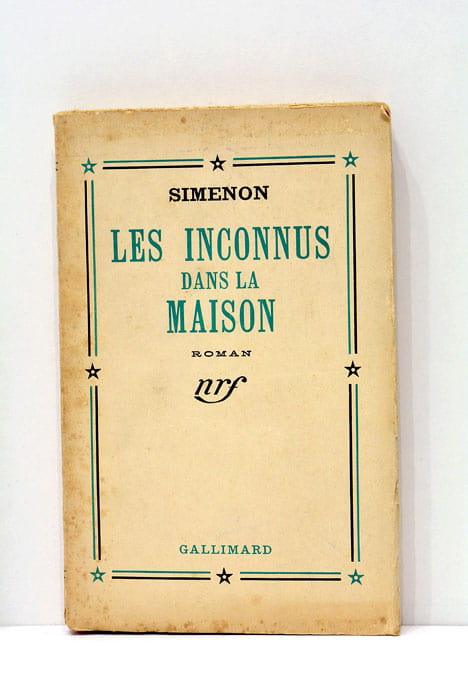 SIMENON
LES INCONNUS
DANS LA
MAISON
ROMAN
nrf
GALLIMARD